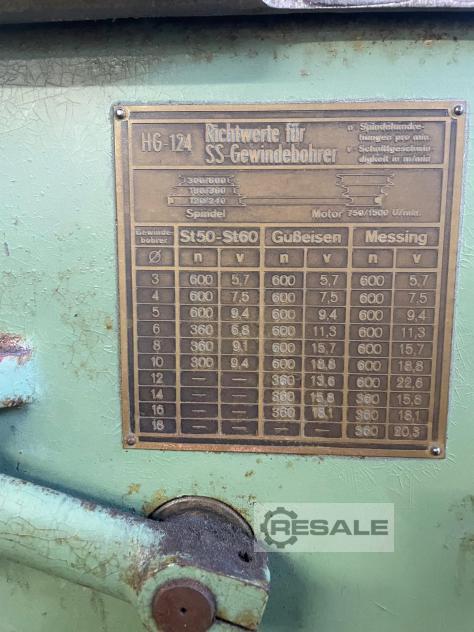 HG-124 Richtwerte für SS-Gewindebohrer
n = Spindelumdrehungen pro min.
v = Schnittgeschwindigkeit in m/min
300/600
180/360
120/240
Spindel Motor 750/1500 U/min.
Gewindebohrer St50-St60 Gußeisen Messing
Ø n v n v n v
3 600 5,7 600 5,7 600 5,7
4 600 7,5 600 7,5 600 7,5
5 600 9,4 600 9,4 600 9,4
6 360 6,8 600 11,3 600 11,3
8 360 9,1 600 15,7 600 15,7
10 300 9,4 600 18,8 600 18,8
12 – – 360 13,6 600 22,6
14 – – 360 15,8 360 15,8
16 – – 360 18,1 360 18,1
18 – – – – 360 20,3
RESALE